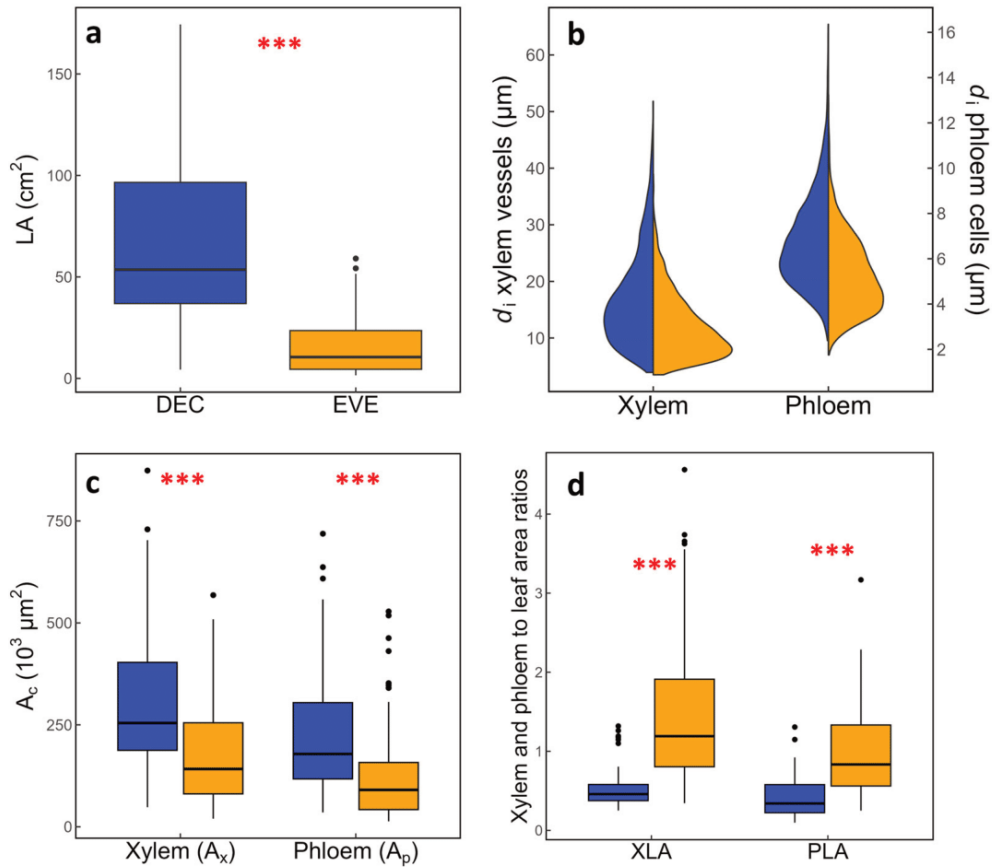 a
***
150
100
50
0
LA (cm²)
DEC EVE
b
60
50
40
30
20
10
dᵢ xylem vessels (µm)
16
14
12
10
8
6
4
2
dᵢ phloem cells (µm)
Xylem Phloem
c
*** ***
750
500
250
0
A_c (10³ µm²)
Xylem (Aₓ) Phloem (Aₚ)
d
*** ***
4
3
2
1
0
Xylem and phloem to leaf area ratios
XLA PLA